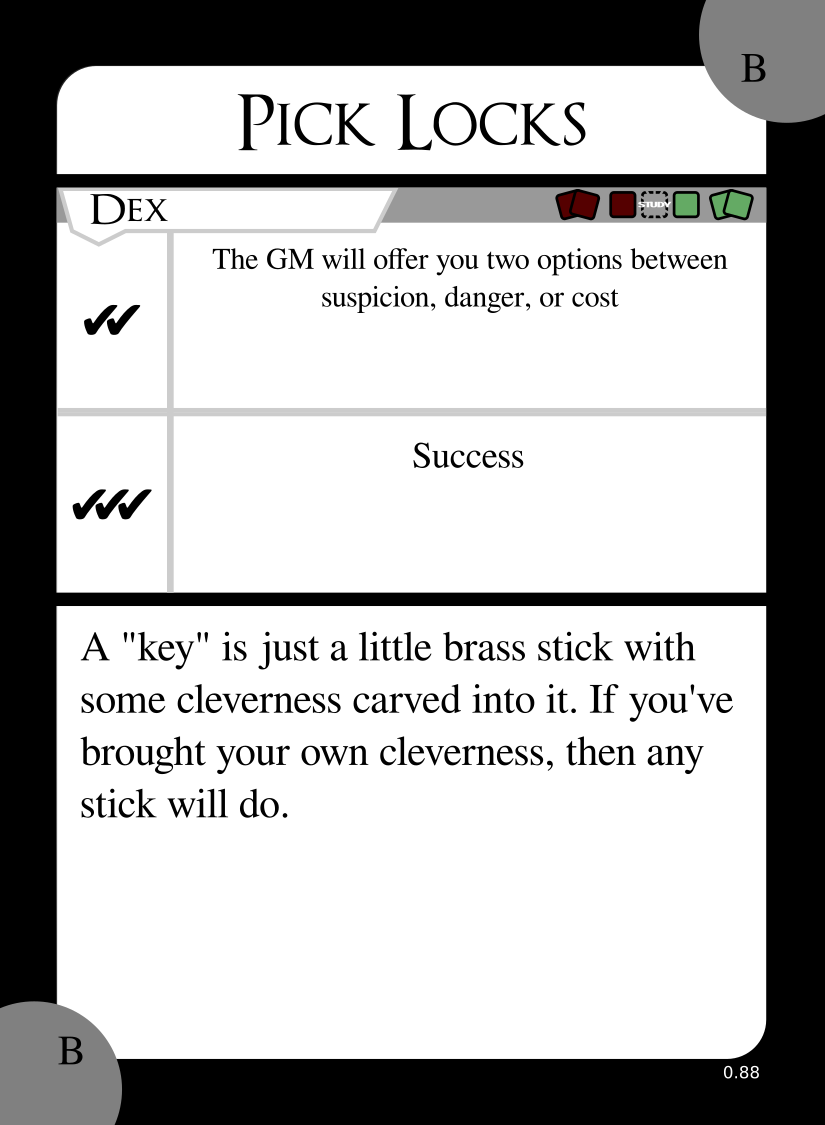 B
Pick Locks
Dex
STUDY
The GM will offer you two options between
suspicion, danger, or cost
✔✔
Success
✔✔✔
A "key" is just a little brass stick with
some cleverness carved into it. If you've
brought your own cleverness, then any
stick will do.
B
0.88